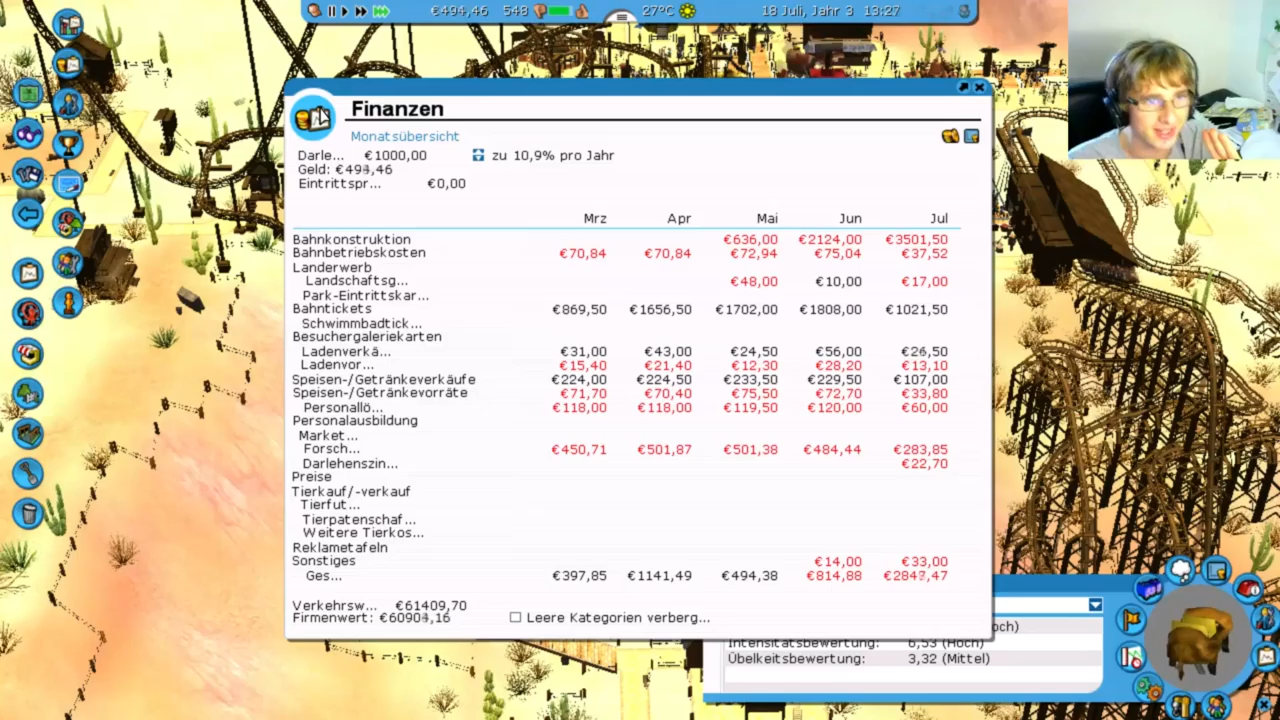 €494,46 548 27°C 18 Juli, Jahr 3 13:27
Finanzen
Monatsübersicht
Darle... €1000,00 zu 10,9% pro Jahr
Geld: €494,46
Eintrittspr... €0,00
Mrz Apr Mai Jun Jul
Bahnkonstruktion €636,00 €2124,00 €3501,50
Bahnbetriebskosten €70,84 €70,84 €72,94 €75,04 €37,52
Landerwerb
Landschaftsg... €48,00 €10,00 €17,00
Park-Eintrittskar...
Bahntickets €869,50 €1656,50 €1702,00 €1808,00 €1021,50
Schwimmbadtick...
Besuchergaleriekarten
Ladenverkä... €31,00 €43,00 €24,50 €56,00 €26,50
Ladenvor... €15,40 €21,40 €12,30 €28,20 €13,10
Speisen-/Getränkeverkäufe €224,00 €224,50 €233,50 €229,50 €107,00
Speisen-/Getränkevorräte €71,70 €70,40 €75,50 €72,70 €33,80
Personallö... €118,00 €118,00 €119,50 €120,00 €60,00
Personalausbildung
Market...
Forsch... €450,71 €501,87 €501,38 €484,44 €283,85
Darlehenszin... €22,70
Preise
Tierkauf/-verkauf
Tierfut...
Tierpatenschaf...
Weitere Tierkos...
Reklametafeln
Sonstiges €14,00 €33,00
Ges... €397,85 €1141,49 €494,38 €814,88
Verkehrsw... €61409,70
Firmenwert: €60904,16 Leere Kategorien verberg...
och)
Intensitätsbewertung: 6,53 (Hoch)
Übelkeitsbewertung: 3,32 (Mittel)